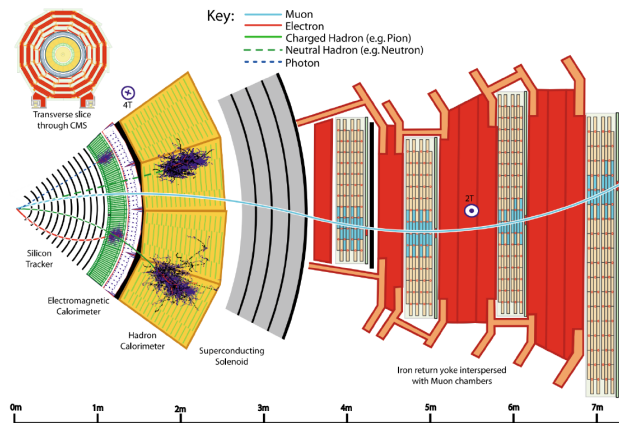 Key:
Muon
Electron
Charged Hadron (e.g. Pion)
Neutral Hadron (e.g. Neutron)
Photon
Transverse slice
through CMS
4T
2T
Silicon
Tracker
Electromagnetic
Calorimeter
Hadron
Calorimeter
Superconducting
Solenoid
Iron return yoke interspersed
with Muon chambers
0m 1m 2m 3m 4m 5m 6m 7m